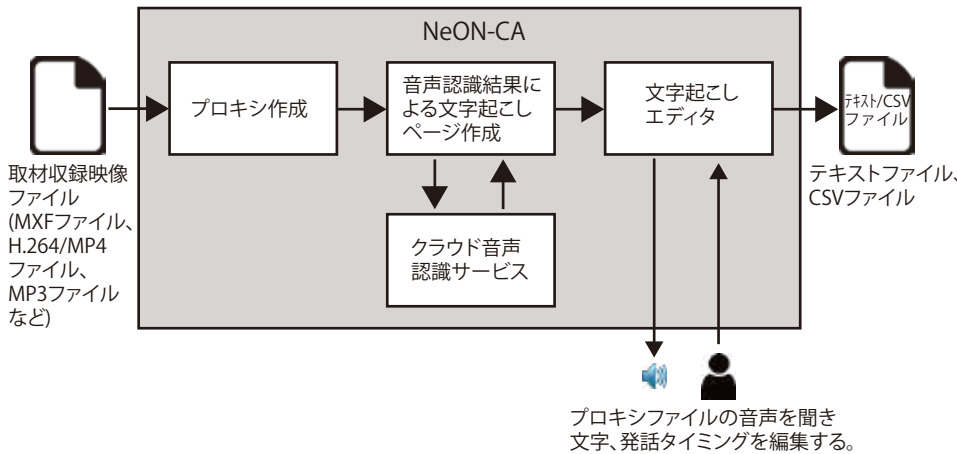 NeON-CA
プロキシ作成
音声認識結果に
よる文字起こし
ページ作成
文字起こし
エディタ
クラウド音声
認識サービス
取材収録映像
ファイル
(MXFファイル、
H.264/MP4
ファイル、
MP3ファイル
など)
ﾃｷｽﾄ/CSV
ファイル
テキストファイル、
CSVファイル
プロキシファイルの音声を聞き
文字、発話タイミングを編集する。